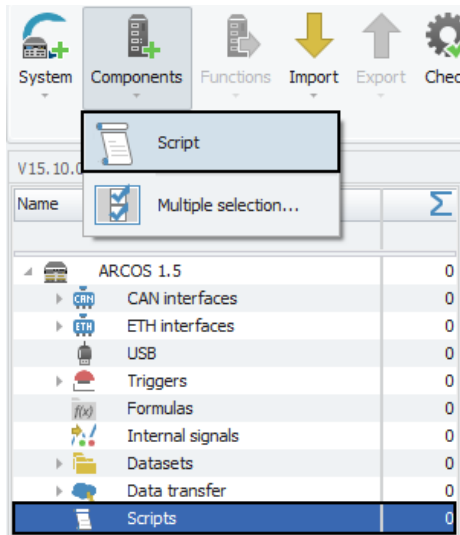 System Components Functions Import Export Chec
Script
V15.10.0
Multiple selection...
Name Σ
ARCOS 1.5 0
CAN CAN interfaces 0
ETH ETH interfaces 0
USB 0
Triggers 0
f(x) Formulas 0
Internal signals 0
Datasets 0
Data transfer 0
Scripts 0